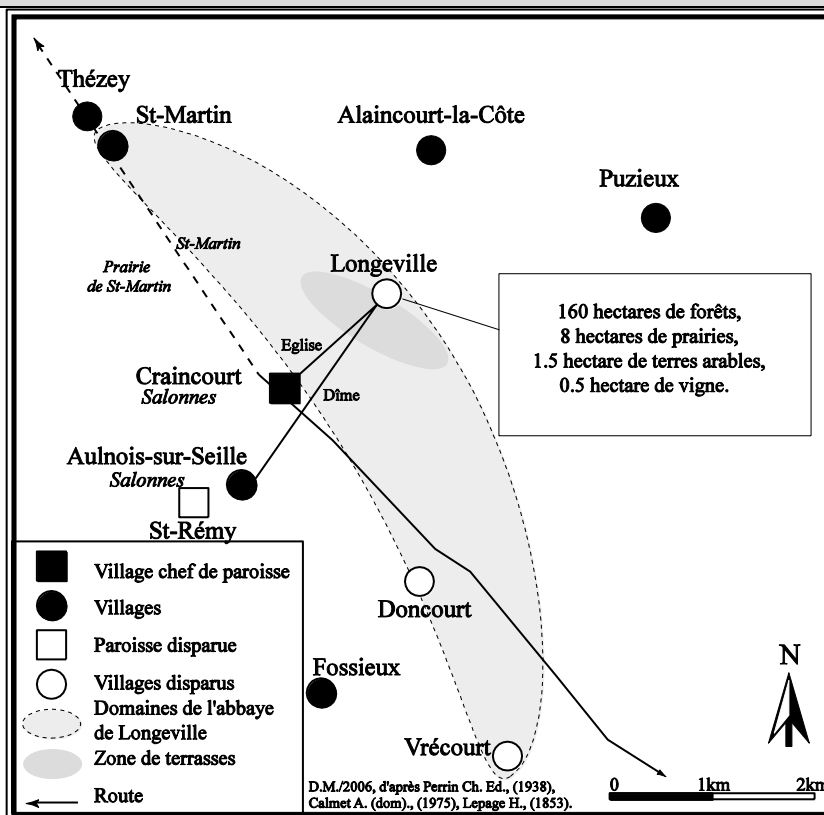 Thézey
St-Martin
Alaincourt-la-Côte
Puzieux
St-Martin
Prairie
de St-Martin
Longeville
160 hectares de forêts,
8 hectares de prairies,
1.5 hectare de terres arables,
0.5 hectare de vigne.
Eglise
Craincourt
Salonnes
Dîme
Aulnois-sur-Seille
Salonnes
St-Rémy
Village chef de paroisse
Villages
Paroisse disparue
Villages disparus
Domaines de l'abbaye
de Longeville
Zone de terrasses
Route
Doncourt
Fossieux
Vrécourt
N
D.M./2006, d'après Perrin Ch. Ed., (1938),
Calmet A. (dom)., (1975), Lepage H., (1853).
0 1km 2km